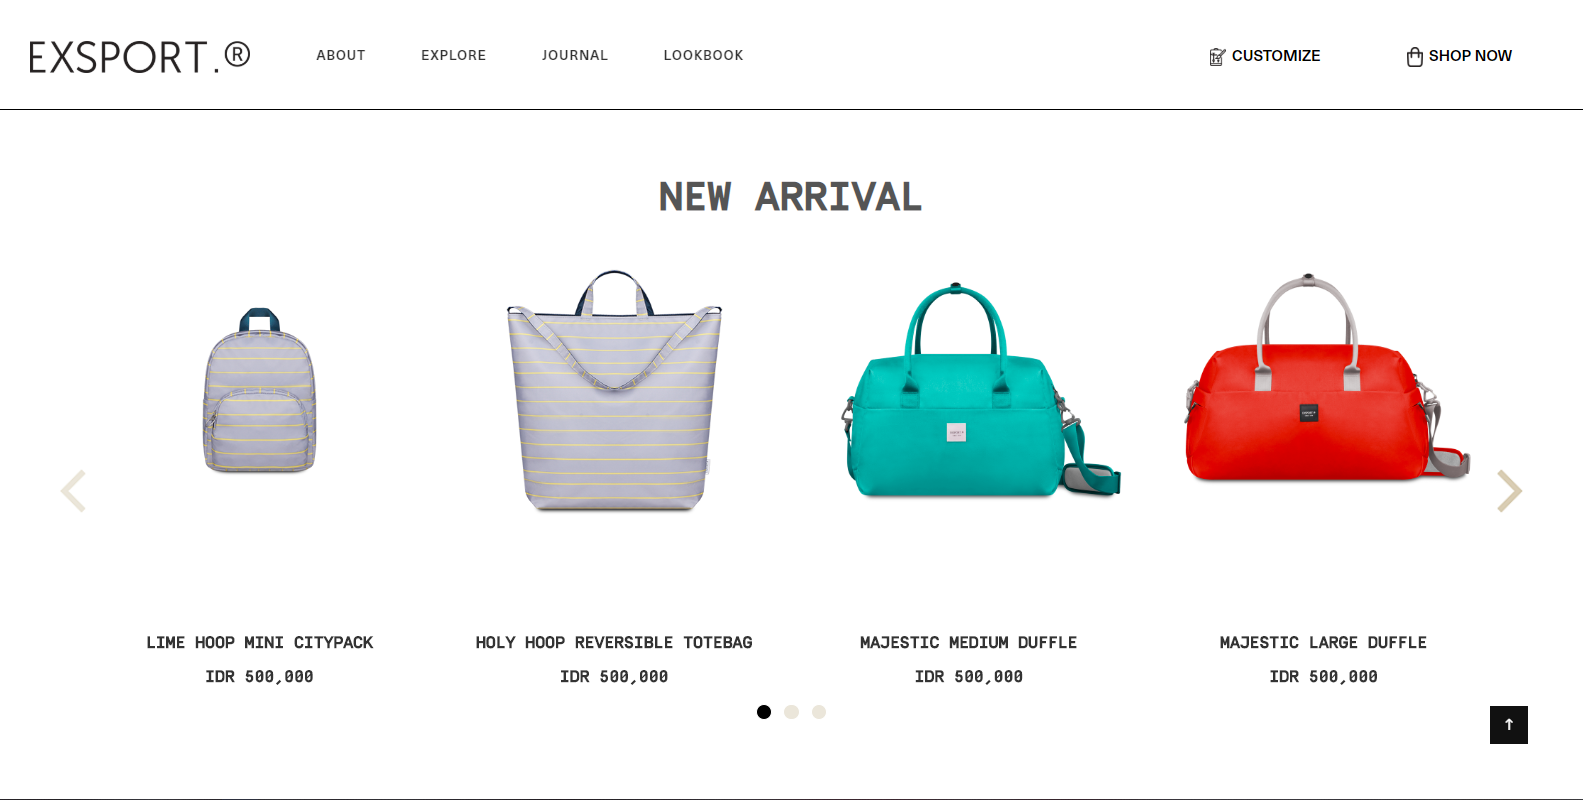 EXSPORT.®
ABOUT
EXPLORE
JOURNAL
LOOKBOOK
CUSTOMIZE
SHOP NOW
NEW ARRIVAL
LIME HOOP MINI CITYPACK
IDR 500,000
HOLY HOOP REVERSIBLE TOTEBAG
IDR 500,000
MAJESTIC MEDIUM DUFFLE
IDR 500,000
MAJESTIC LARGE DUFFLE
IDR 500,000